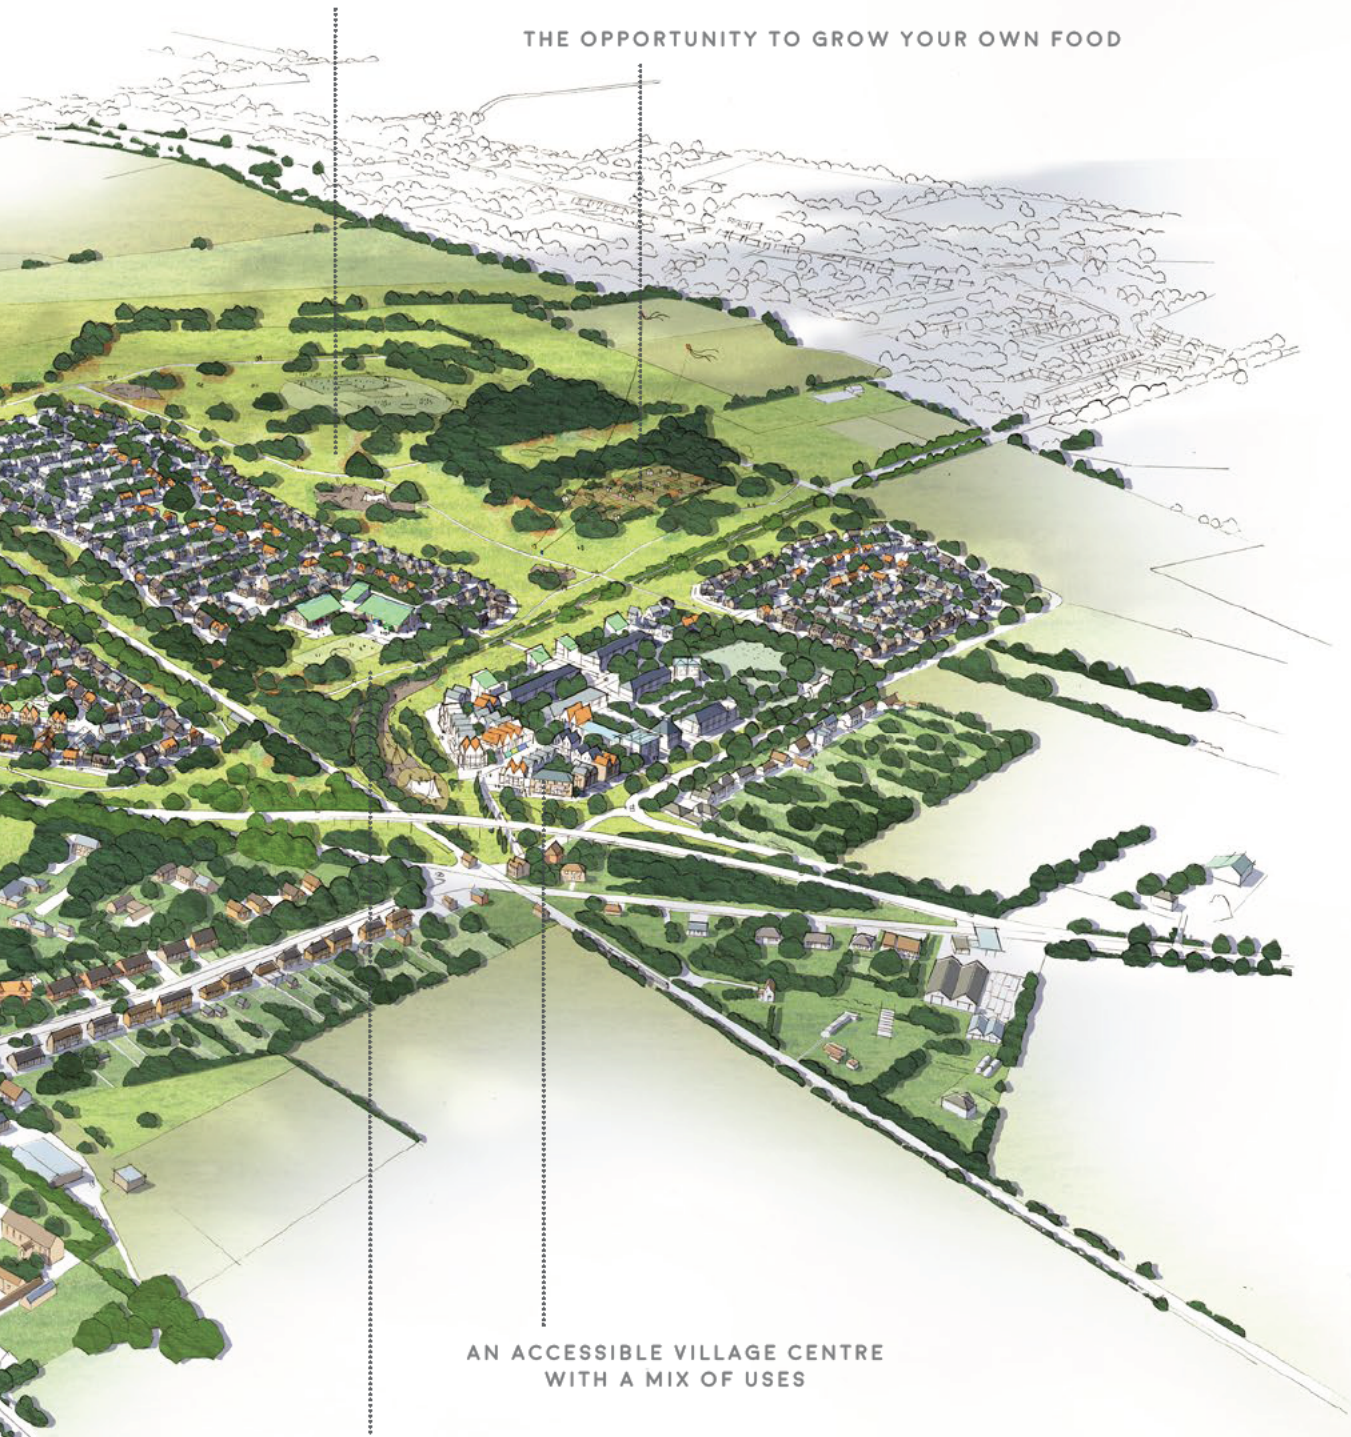 THE OPPORTUNITY TO GROW YOUR OWN FOOD
AN ACCESSIBLE VILLAGE CENTRE
WITH A MIX OF USES